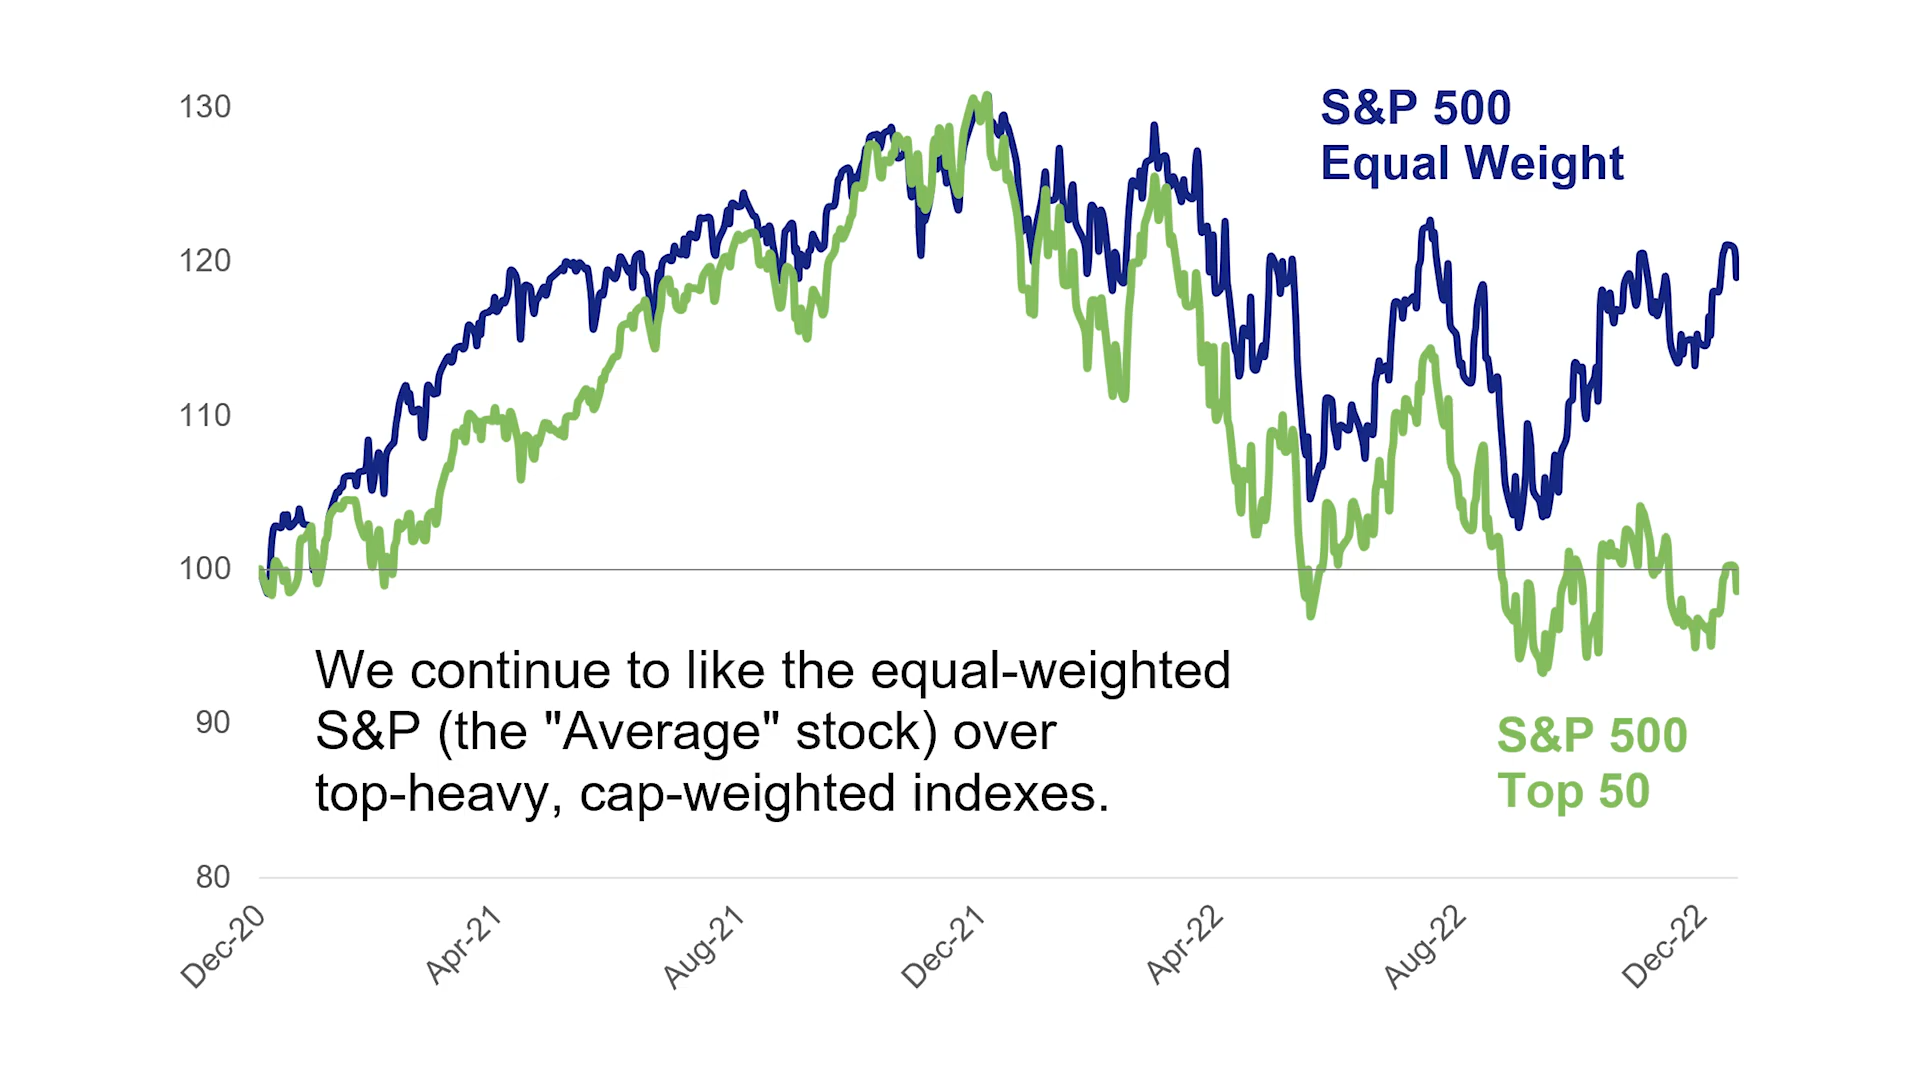 130
120
110
100
90
80
S&P 500
Equal Weight
We continue to like the equal-weighted
S&P (the "Average" stock) over
top-heavy, cap-weighted indexes.
S&P 500
Top 50
Dec-20
Apr-21
Aug-21
Dec-21
Apr-22
Aug-22
Dec-22